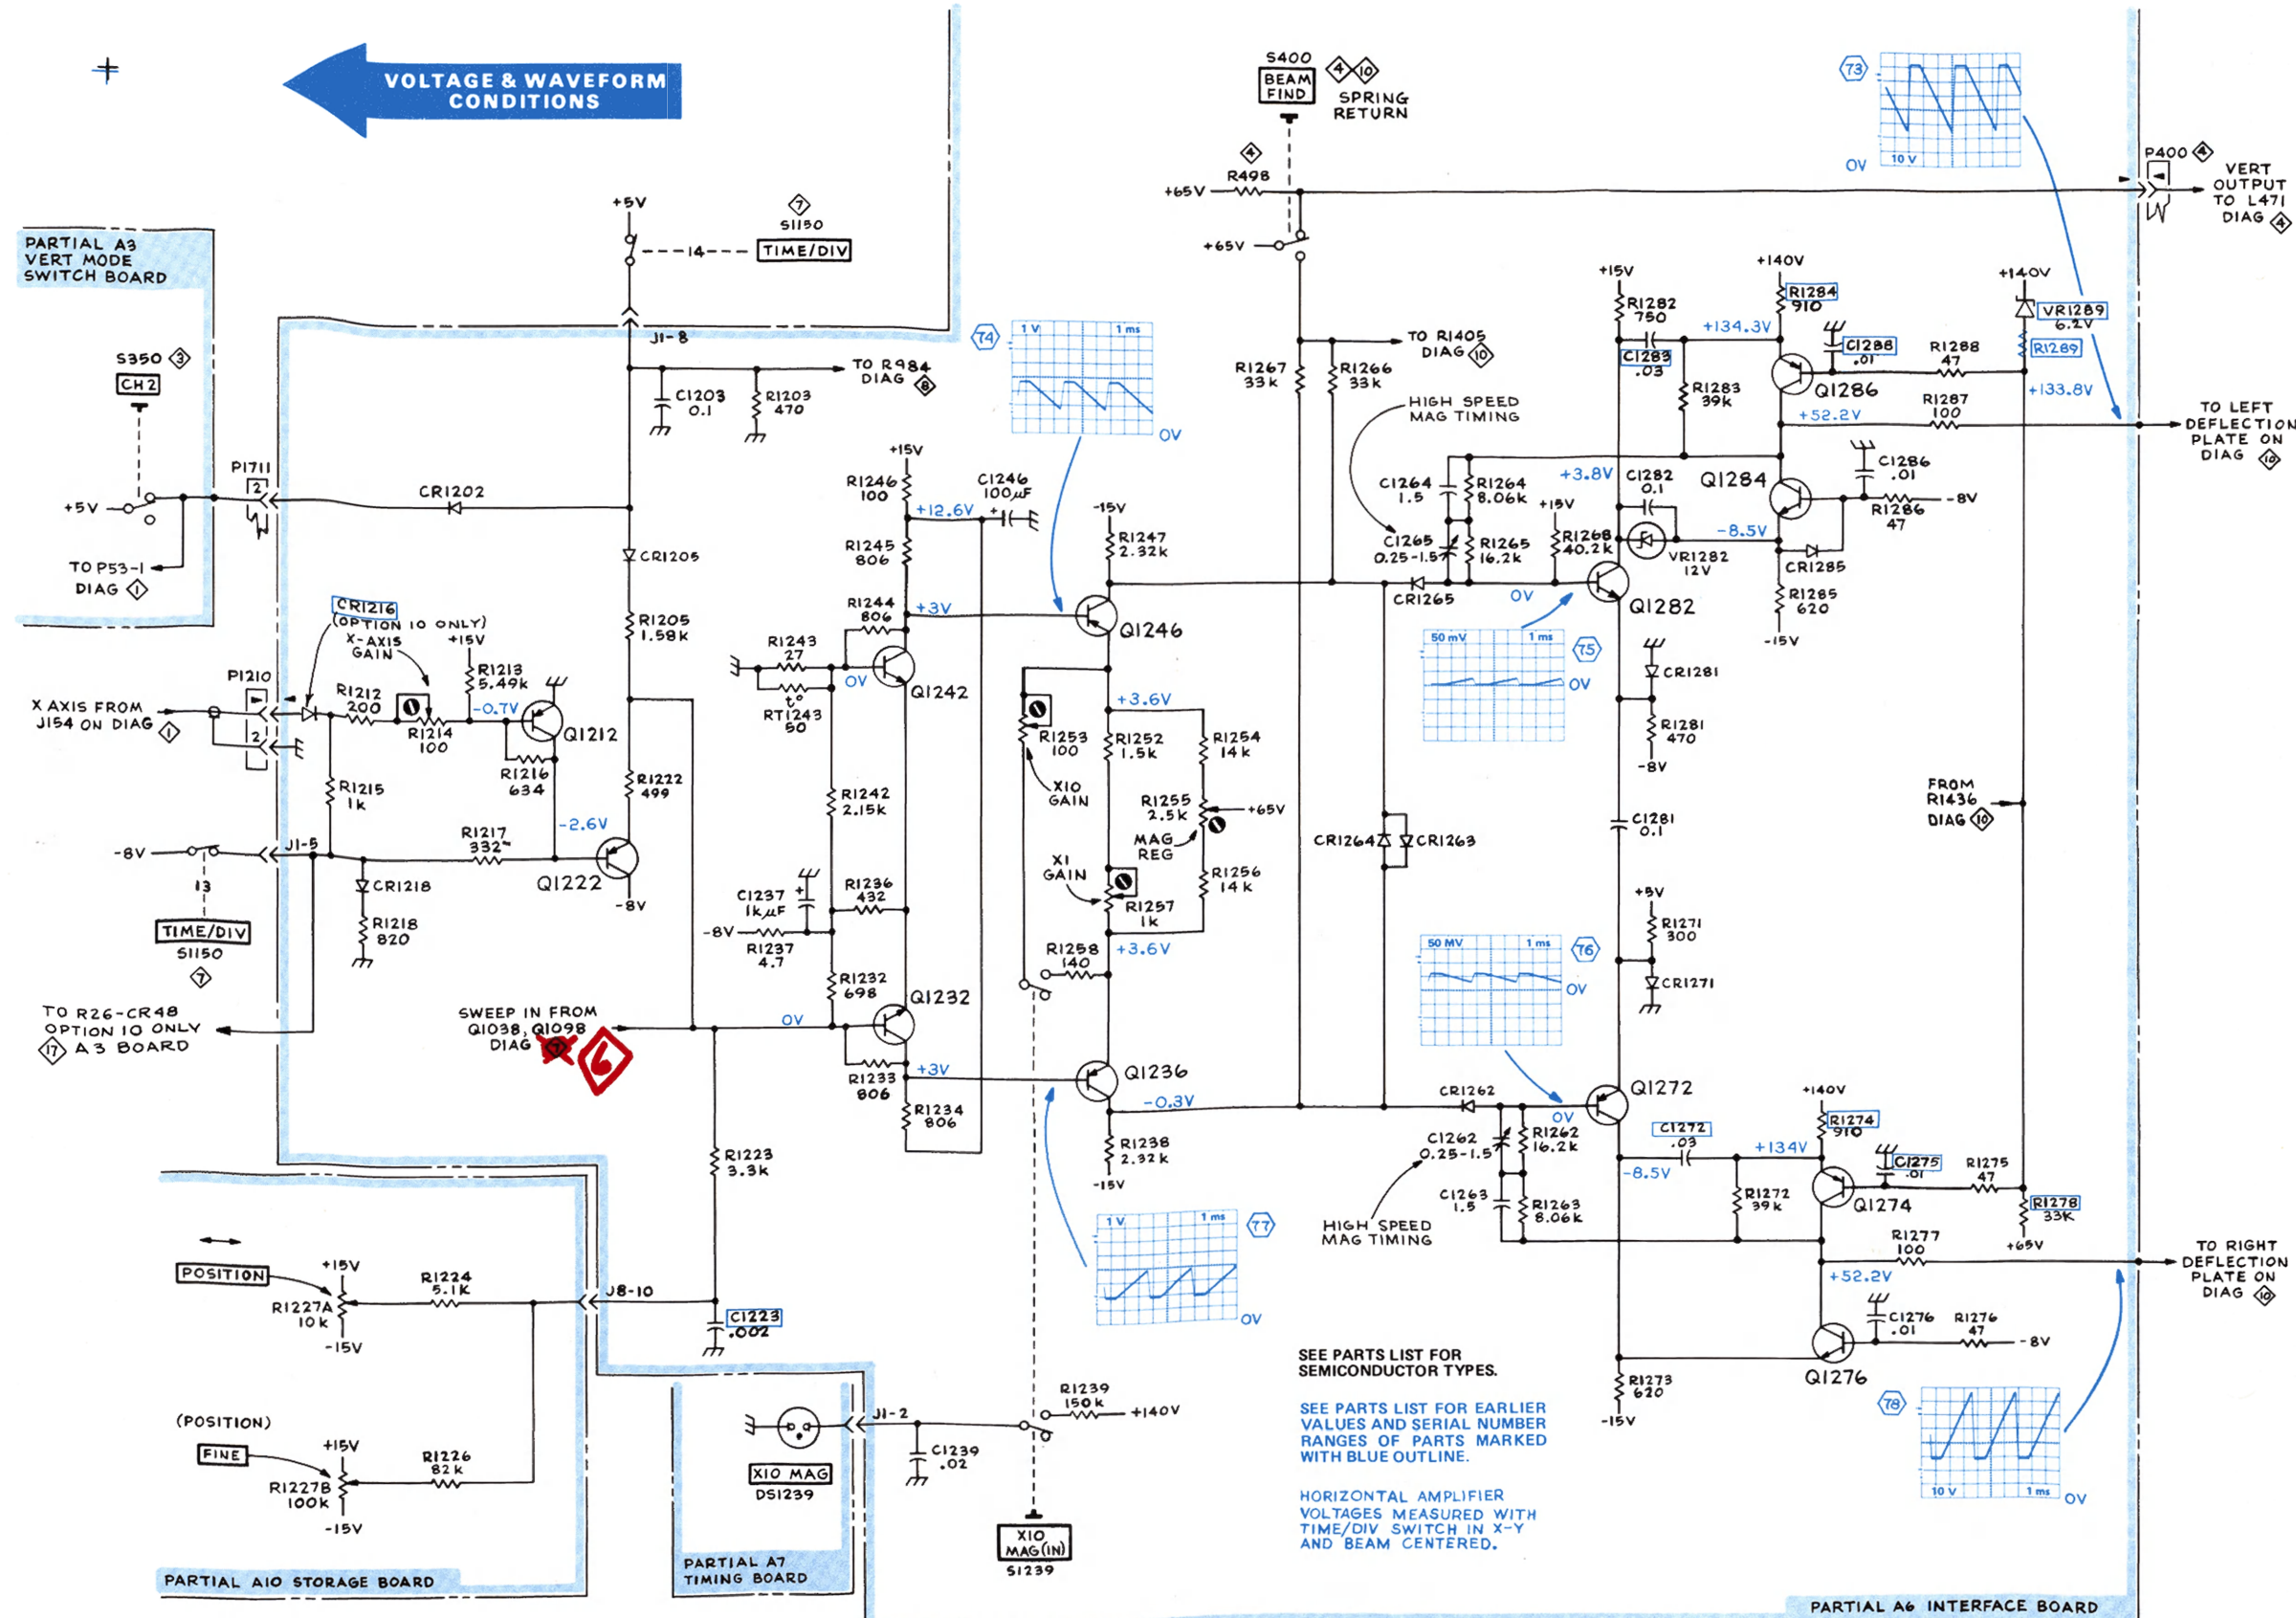 VOLTAGE & WAVEFORM
CONDITIONS
PARTIAL A3
VERT MODE
SWITCH BOARD
S350 3
CH 2
+5V
TO P53-1
DIAG 1
P1711
2
+5V
14
7
S1150
TIME/DIV
J1-8
TO R984
DIAG 8
C1203
0.1
R1203
470
CR1202
CR1205
R1205
1.58K
CR1216
(OPTION 10 ONLY)
X-AXIS
GAIN
+15V
R1213
5.49K
P1210
X AXIS FROM
J154 ON DIAG 1
2
R1212
200
R1214
100
-0.7V
Q1212
R1216
634
R1215
1K
R1222
499
-2.6V
R1217
332
Q1222
-8V
-8V
J1-5
13
TIME/DIV
S1150
7
CR1218
R1218
820
TO R26-CR48
OPTION 10 ONLY
17 A3 BOARD
SWEEP IN FROM
Q1038, Q1098
DIAG
6
0V
R1223
3.3K
C1223
.002
J8-10
POSITION
+15V
R1227A
10K
-15V
R1224
5.1K
(POSITION)
FINE
+15V
R1227B
100K
-15V
R1226
82K
PARTIAL A10 STORAGE BOARD
PARTIAL A7
TIMING BOARD
X10 MAG
DS1239
J1-2
C1239
.02
R1239
150K
+140V
X10
MAG(IN)
S1239
74
1 V
1 ms
0V
+15V
R1246
100
C1246
100µF
+
+12.6V
R1245
806
R1244
806
+3V
R1243
27
0V
Q1242
t°
RT1243
50
R1242
2.15K
C1237
1KµF
+
R1236
432
-8V
R1237
4.7
R1232
698
Q1232
+3V
R1233
806
R1234
806
-15V
R1247
2.32K
Q1246
+3.6V
R1253
100
X10
GAIN
R1252
1.5K
R1254
14K
R1255
2.5K
+65V
MAG
REG
X1
GAIN
R1257
1K
R1256
14K
+3.6V
R1258
140
Q1236
-0.3V
R1238
2.32K
-15V
1 V
1 ms
77
0V
S400
BEAM
FIND
4 10
SPRING
RETURN
4
R498
+65V
+65V
R1267
33K
R1266
33K
TO R1405
DIAG 10
HIGH SPEED
MAG TIMING
C1264
1.5
R1264
8.06K
C1265
0.25-1.5
R1265
16.2K
+15V
R1268
40.2K
CR1265
0V
50 mV
1 ms
75
0V
CR1264
CR1263
+15V
R1282
750
C1283
.03
+134.3V
+140V
R1284
910
C1288
.01
R1288
47
Q1286
R1283
39K
+52.2V
R1287
100
+140V
VR1289
6.2V
R1289
+133.8V
73
10 V
0V
P400 4
VERT
OUTPUT
TO L471
DIAG 4
TO LEFT
DEFLECTION
PLATE ON
DIAG 10
+3.8V
C1282
0.1
Q1284
C1286
.01
-8V
R1286
47
-8.5V
VR1282
12V
CR1285
R1285
620
-15V
Q1282
CR1281
R1281
470
-8V
C1281
0.1
+5V
R1271
300
CR1271
FROM
R1436
DIAG 10
50 MV
1 ms
76
0V
Q1272
CR1262
0V
C1262
0.25-1.5
R1262
16.2K
C1263
1.5
R1263
8.06K
HIGH SPEED
MAG TIMING
C1272
.03
-8.5V
+134V
+140V
R1274
910
C1275
.01
R1275
47
R1272
39K
Q1274
R1278
33K
+65V
R1277
100
+52.2V
C1276
.01
R1276
47
-8V
Q1276
R1273
620
-15V
TO RIGHT
DEFLECTION
PLATE ON
DIAG 10
78
10 V
1 ms
0V
SEE PARTS LIST FOR
SEMICONDUCTOR TYPES.
SEE PARTS LIST FOR EARLIER
VALUES AND SERIAL NUMBER
RANGES OF PARTS MARKED
WITH BLUE OUTLINE.
HORIZONTAL AMPLIFIER
VOLTAGES MEASURED WITH
TIME/DIV SWITCH IN X-Y
AND BEAM CENTERED.
PARTIAL A6 INTERFACE BOARD